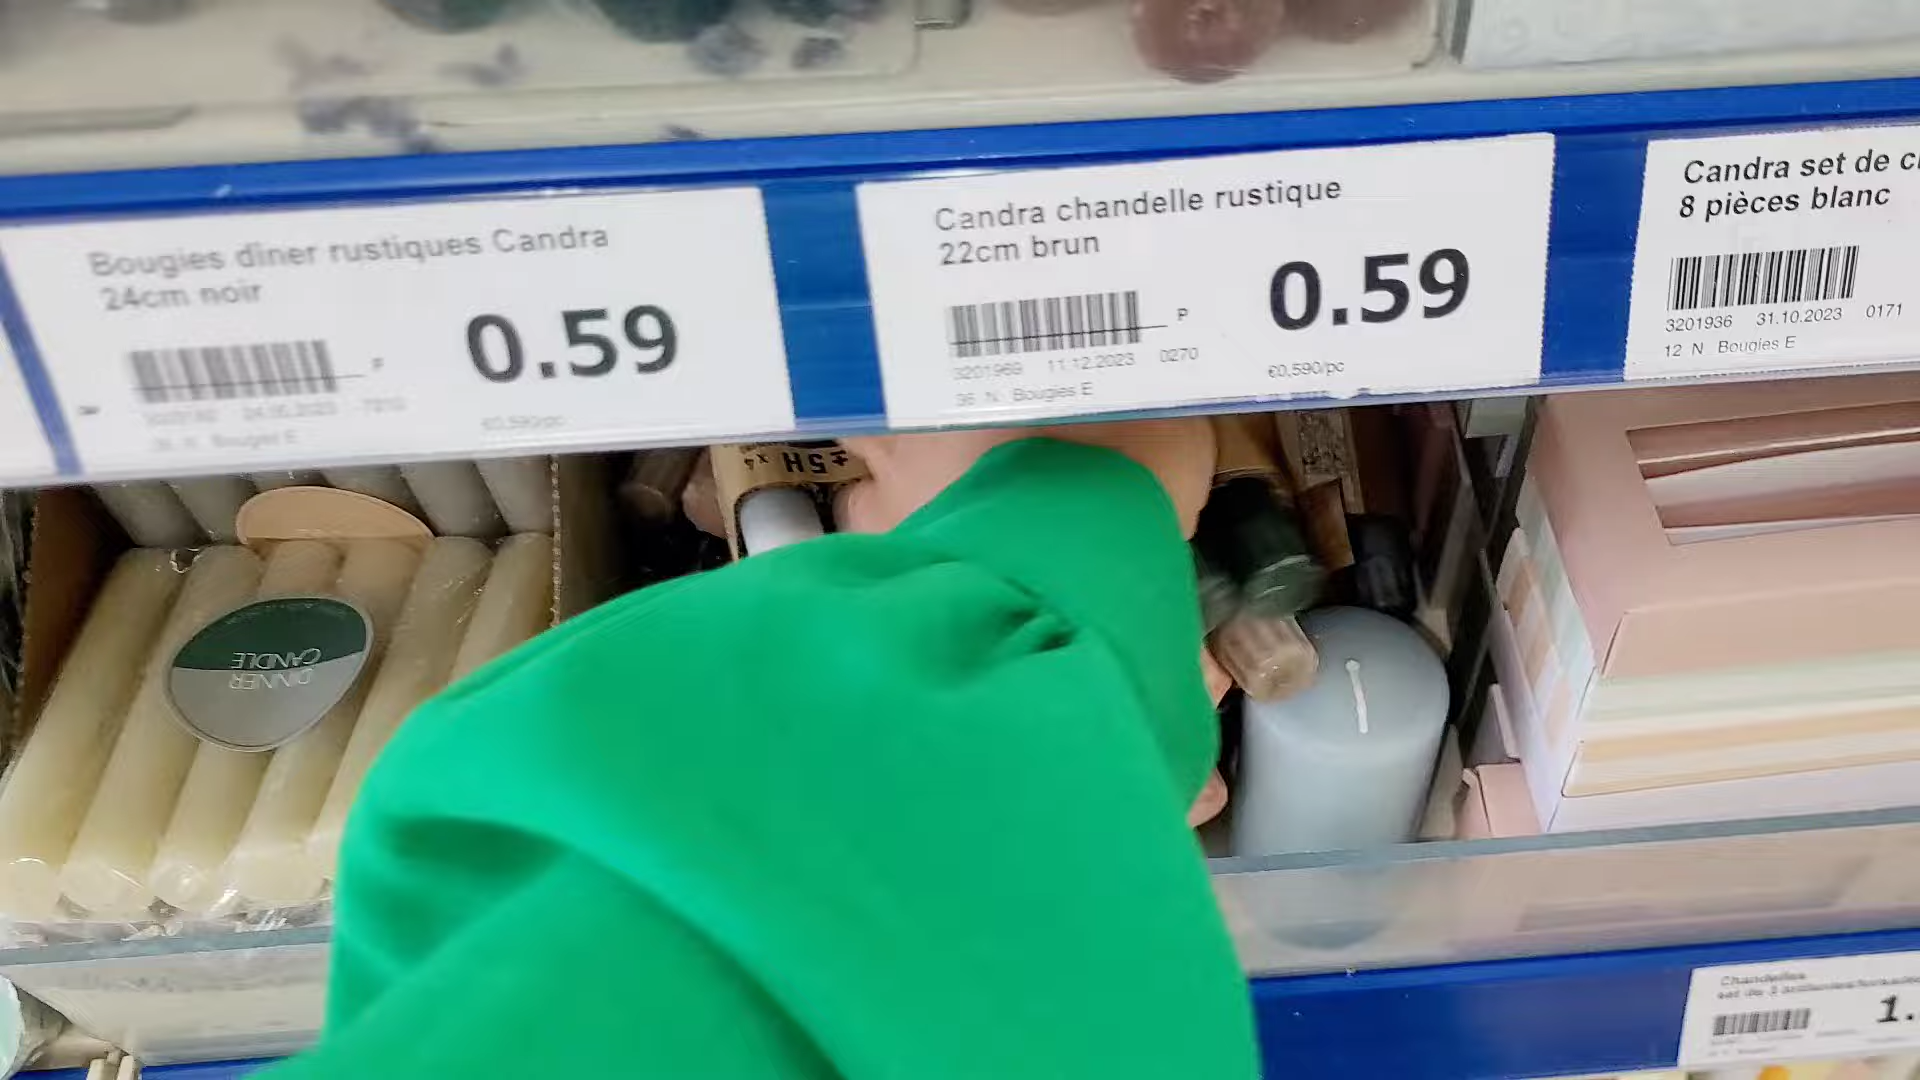 Bougies dîner rustiques Candra
24cm noir
0.59
P
Candra chandelle rustique
22cm brun
0.59
P
3201969 11.12.2023 0270
€0,590/pc
36 N Bougies E
Candra set de
8 pièces blanc
3201936 31.10.2023 0171
12 N Bougies E
±5H x4
DINNER
CANDLE
Chandelles
1.